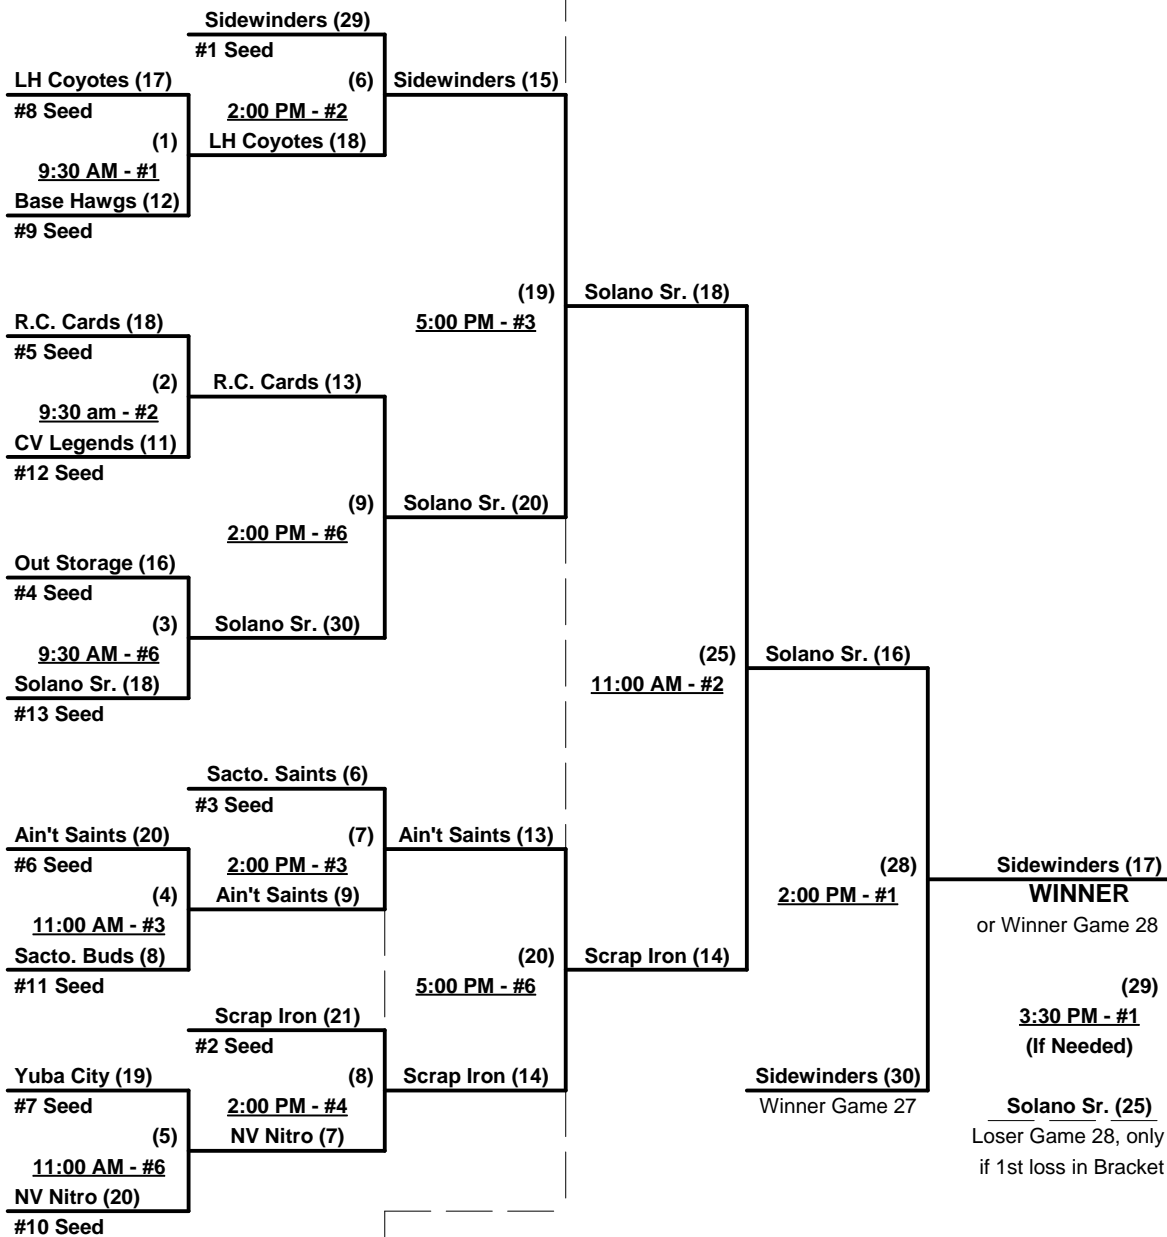 Sidewinders (29)
#1 Seed
LH Coyotes (17)
(6)
Sidewinders (15)
#8 Seed
2:00 PM - #2
(1)
LH Coyotes (18)
9:30 AM - #1
Base Hawgs (12)
#9 Seed
(19)
Solano Sr. (18)
R.C. Cards (18)
5:00 PM - #3
#5 Seed
(2)
R.C. Cards (13)
9:30 am - #2
CV Legends (11)
#12 Seed
(9)
Solano Sr. (20)
2:00 PM - #6
Out Storage (16)
#4 Seed
(3)
Solano Sr. (30)
9:30 AM - #6
(25)
Solano Sr. (16)
Solano Sr. (18)
11:00 AM - #2
#13 Seed
Sacto. Saints (6)
#3 Seed
Ain't Saints (20)
(7)
Ain't Saints (13)
#6 Seed
2:00 PM - #3
(28)
Sidewinders (17)
(4)
Ain't Saints (9)
2:00 PM - #1
WINNER
11:00 AM - #3
or Winner Game 28
Sacto. Buds (8)
(20)
Scrap Iron (14)
#11 Seed
5:00 PM - #6
(29)
Scrap Iron (21)
3:30 PM - #1
#2 Seed
(If Needed)
Yuba City (19)
(8)
Scrap Iron (14)
Sidewinders (30)
#7 Seed
2:00 PM - #4
Winner Game 27
Solano Sr. (25)
(5)
NV Nitro (7)
Loser Game 28, only
11:00 AM - #6
if 1st loss in Bracket
NV Nitro (20)
#10 Seed